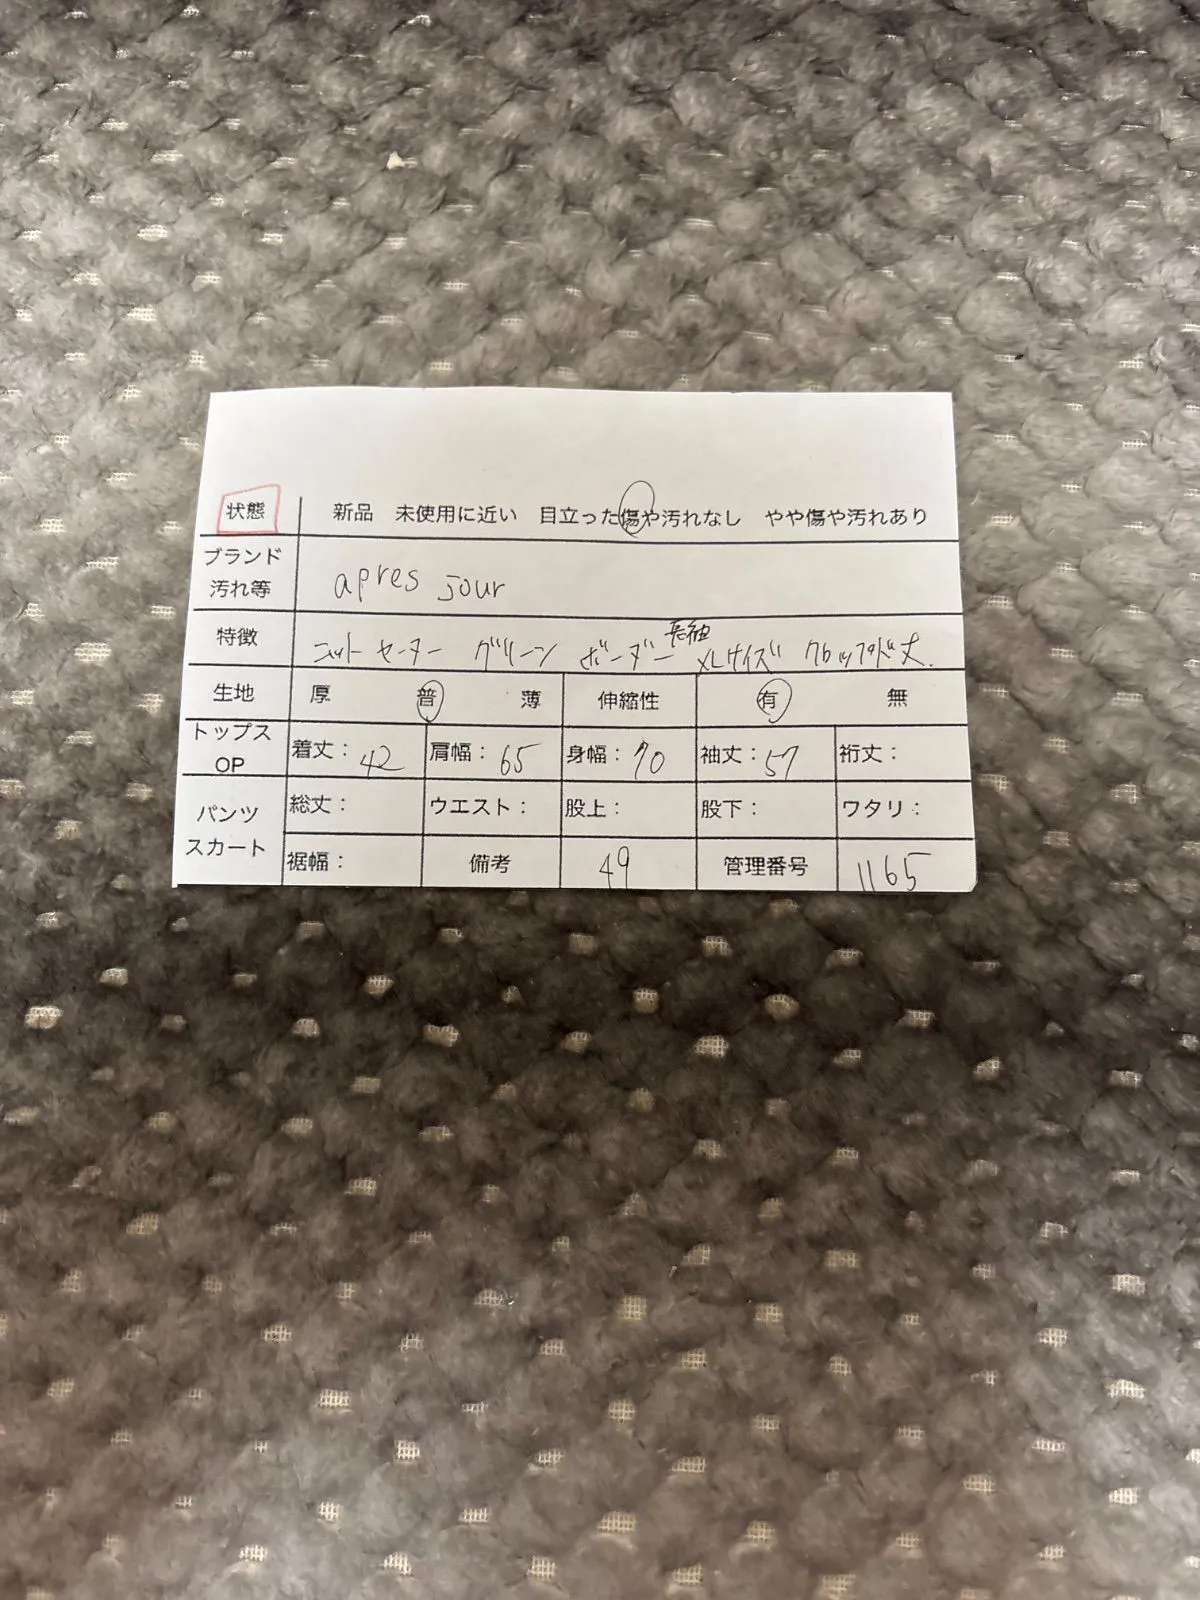 状態 新品 未使用に近い 目立った傷や汚れなし やや傷や汚れあり
ブランド
汚れ等
apres jour
特徴
長袖
ニット セーター グリーン ボーダー XLサイズ クロップド丈.
生地 厚 普 薄 伸縮性 有 無
トップス
OP
着丈: 42 肩幅: 65 身幅: 70 袖丈: 57 裄丈:
パンツ
スカート
総丈: ウエスト: 股上: 股下: ワタリ:
裾幅: 備考 49 管理番号 1165